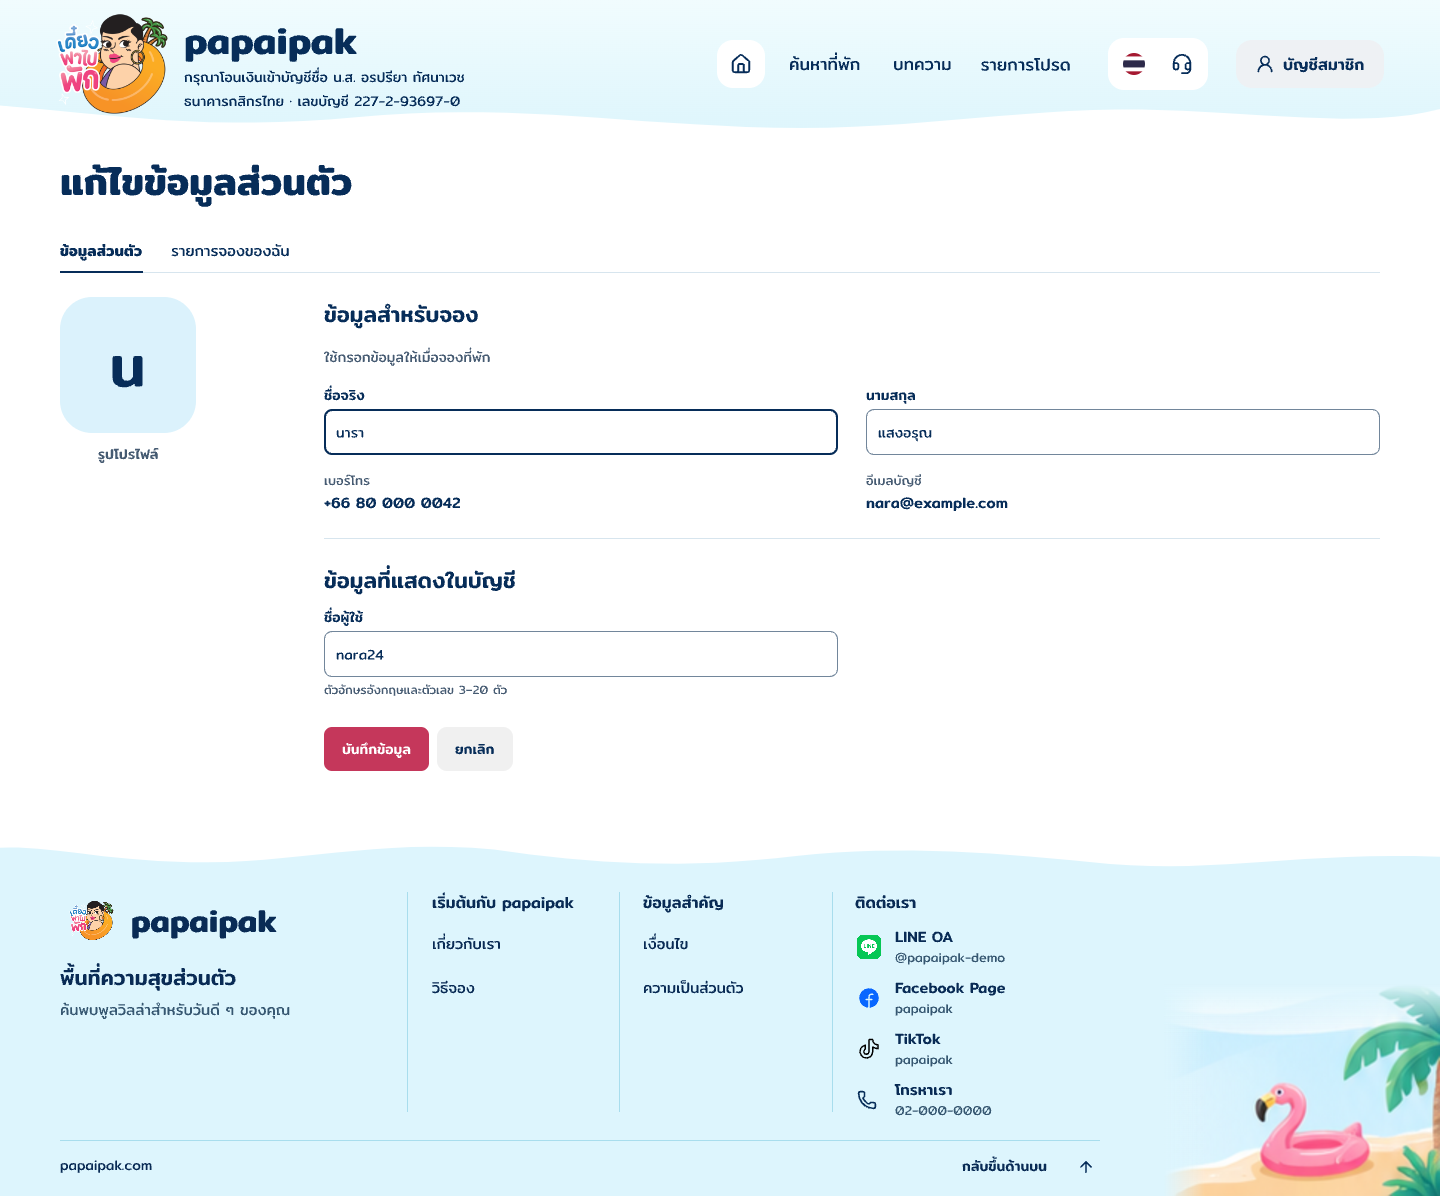 เดี๋ยว
พาไป
พัก
papaipak
กรุณาโอนเงินเข้าบัญชีชื่อ น.ส. อรปรียา ทัศนาเวช
ธนาคารกสิกรไทย · เลขบัญชี 227-2-93697-0
ค้นหาที่พัก
บทความ
รายการโปรด
บัญชีสมาชิก
แก้ไขข้อมูลส่วนตัว
ข้อมูลส่วนตัว
รายการจองของฉัน
น
รูปโปรไฟล์
ข้อมูลสำหรับจอง
ใช้กรอกข้อมูลให้เมื่อจองที่พัก
ชื่อจริง
นามสกุล
นารา
แสงอรุณ
เบอร์โทร
อีเมลบัญชี
+66 80 000 0042
nara@example.com
ข้อมูลที่แสดงในบัญชี
ชื่อผู้ใช้
nara24
ตัวอักษรอังกฤษและตัวเลข 3–20 ตัว
บันทึกข้อมูล
ยกเลิก
เดี๋ยว
พาไป
พัก
papaipak
พื้นที่ความสุขส่วนตัว
ค้นพบพูลวิลล่าสำหรับวันดี ๆ ของคุณ
เริ่มต้นกับ papaipak
เกี่ยวกับเรา
วิธีจอง
ข้อมูลสำคัญ
เงื่อนไข
ความเป็นส่วนตัว
ติดต่อเรา
LINE
LINE OA
@papaipak-demo
Facebook Page
papaipak
TikTok
papaipak
โทรหาเรา
02-000-0000
papaipak.com
กลับขึ้นด้านบน